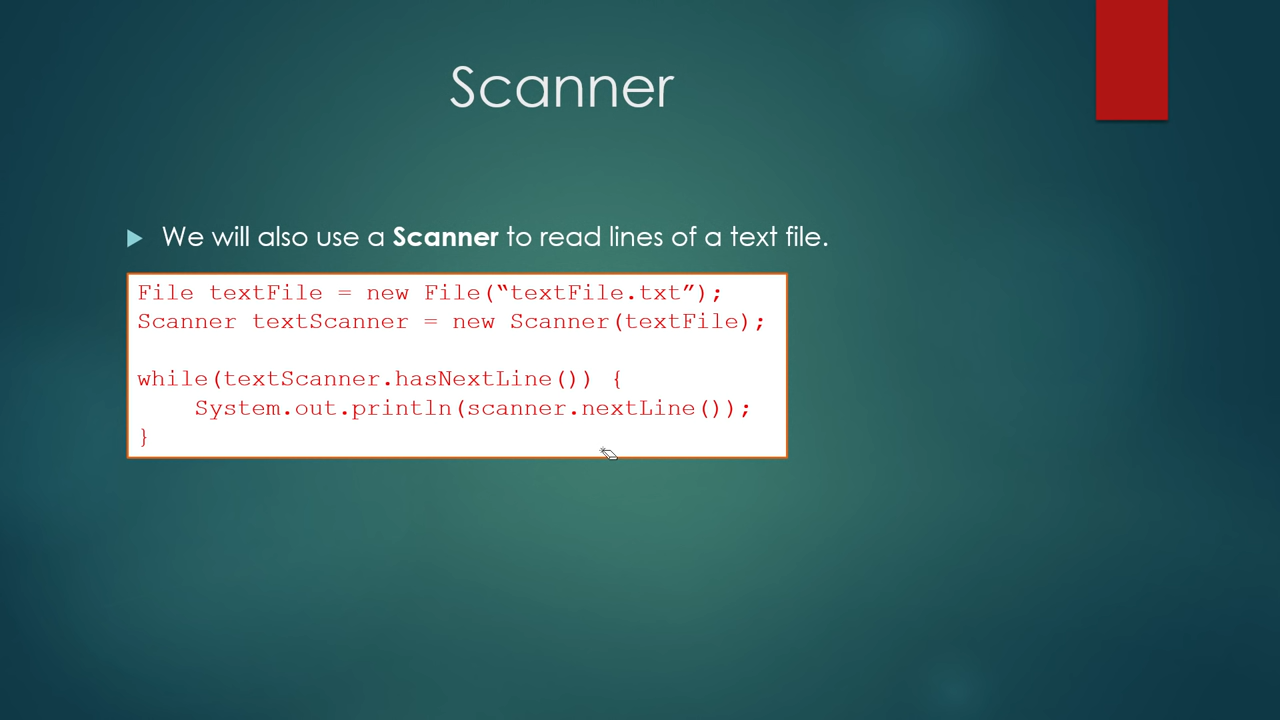 Scanner
We will also use a Scanner to read lines of a text file.
File textFile = new File(“textFile.txt”);
Scanner textScanner = new Scanner(textFile);
while(textScanner.hasNextLine()) {
    System.out.println(scanner.nextLine());
}